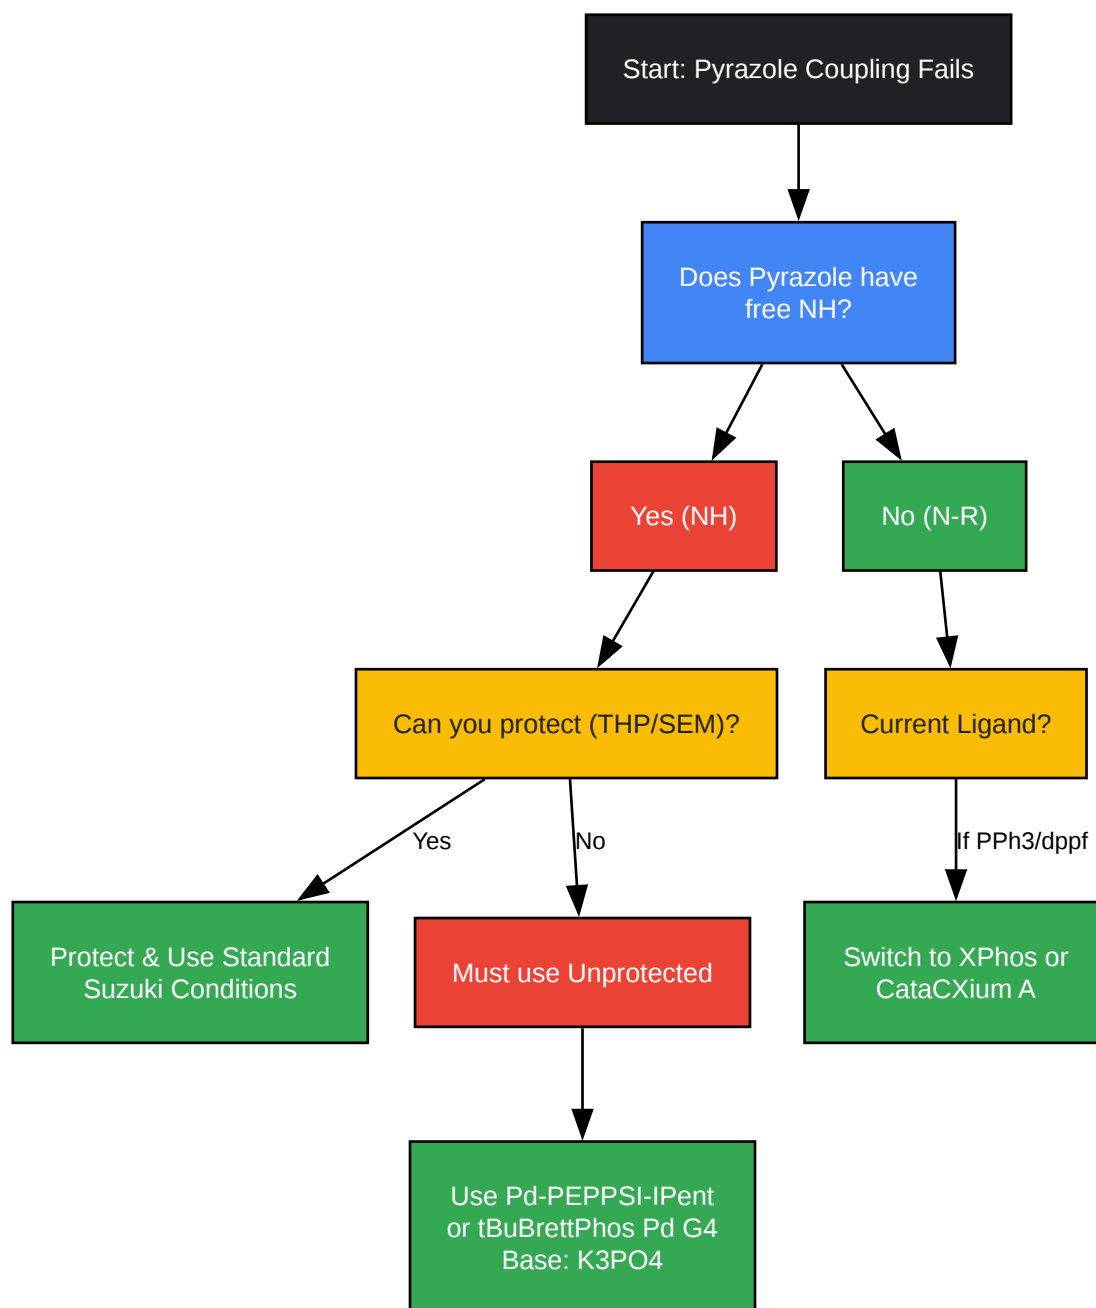 Start: Pyrazole Coupling Fails
Does Pyrazole have
free NH?
Yes (NH)
No (N-R)
Can you protect (THP/SEM)?
Current Ligand?
Yes
No
If PPh3/dppf
Protect & Use Standard
Suzuki Conditions
Must use Unprotected
Switch to XPhos or
CataCXium A
Use Pd-PEPPSI-IPent
or tBuBrettPhos Pd G4
Base: K3PO4